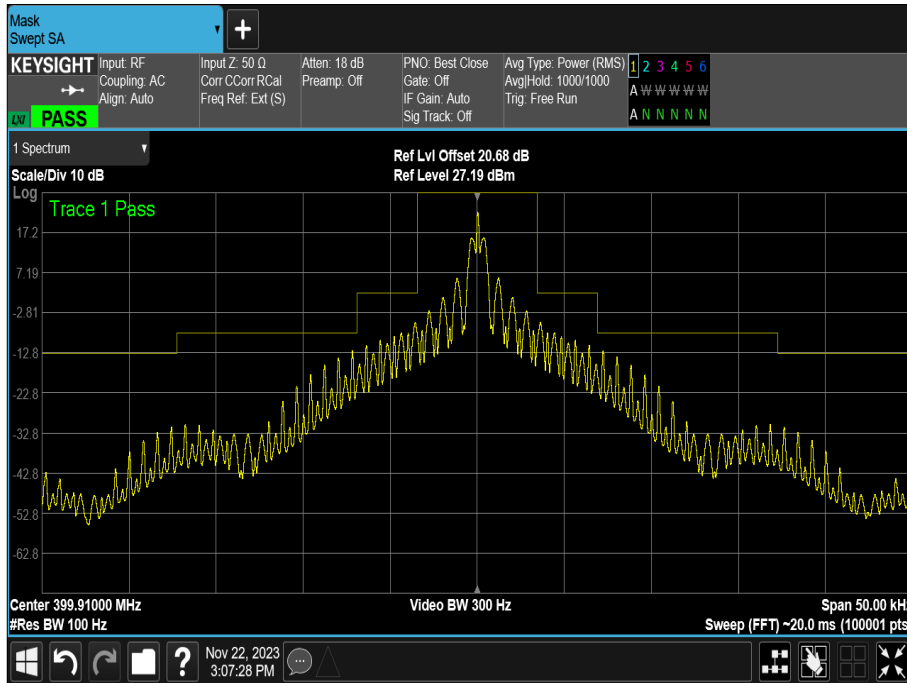 Mask
Swept SA
+
KEYSIGHT
LXI PASS
Input: RF
Coupling: AC
Align: Auto
Input Z: 50 Ω
Corr CCorr RCal
Freq Ref: Ext (S)
Atten: 18 dB
Preamp: Off
PNO: Best Close
Gate: Off
IF Gain: Auto
Sig Track: Off
Avg Type: Power (RMS)
Avg|Hold: 1000/1000
Trig: Free Run
1 2 3 4 5 6
A W W W W W
A N N N N N
1 Spectrum
Scale/Div 10 dB
Ref Lvl Offset 20.68 dB
Ref Level 27.19 dBm
Log
Trace 1 Pass
17.2
7.19
-2.81
-12.8
-22.8
-32.8
-42.8
-52.8
-62.8
Center 399.91000 MHz
#Res BW 100 Hz
Video BW 300 Hz
Span 50.00 kH
Sweep (FFT) ~20.0 ms (100001 pts
?
Nov 22, 2023
3:07:28 PM